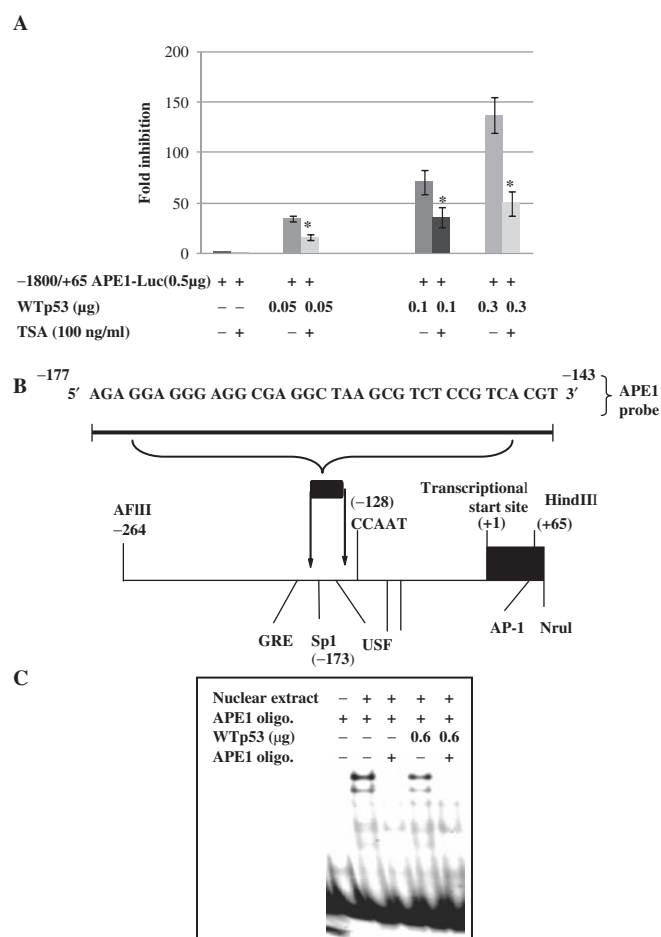 A
200
150
100
50
0
Fold inhibition
* * *
−1800/+65 APE1-Luc(0.5µg) + + + + + + + +
WTp53 (µg) − − 0.05 0.05 0.1 0.1 0.3 0.3
TSA (100 ng/ml) − + − + − + − +
B
−177 −143
5′ AGA GGA GGG AGG CGA GGC TAA GCG TCT CCG TCA CGT 3′
APE1
probe
AFlII
−264
(−128)
CCAAT
Transcriptional
start site
(+1)
HindIII
(+65)
GRE
Sp1
(−173)
USF
AP-1
NruI
C
Nuclear extract − + + + +
APE1 oligo. + + + + +
WTp53 (µg) − − − 0.6 0.6
APE1 oligo. − − + − +